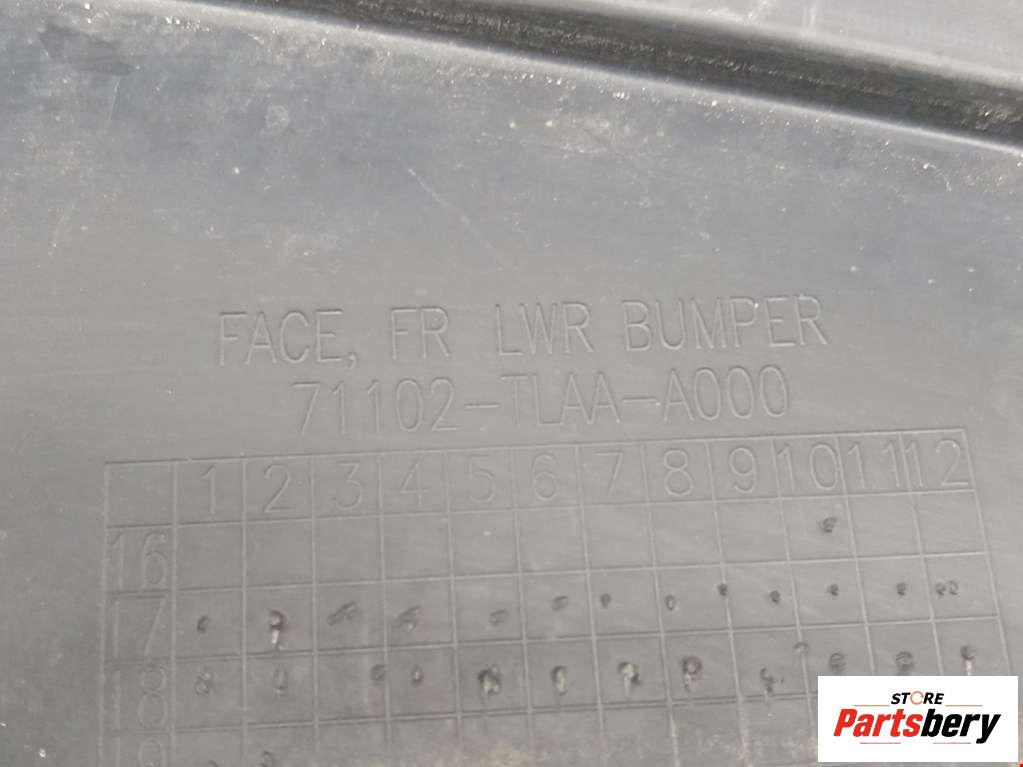 FACE, FR LWR BUMPER
71102-TLAA-A000
1 2 3 4 5 6 7 8 9 10 11 12
16
17
18
STORE
Partsbery